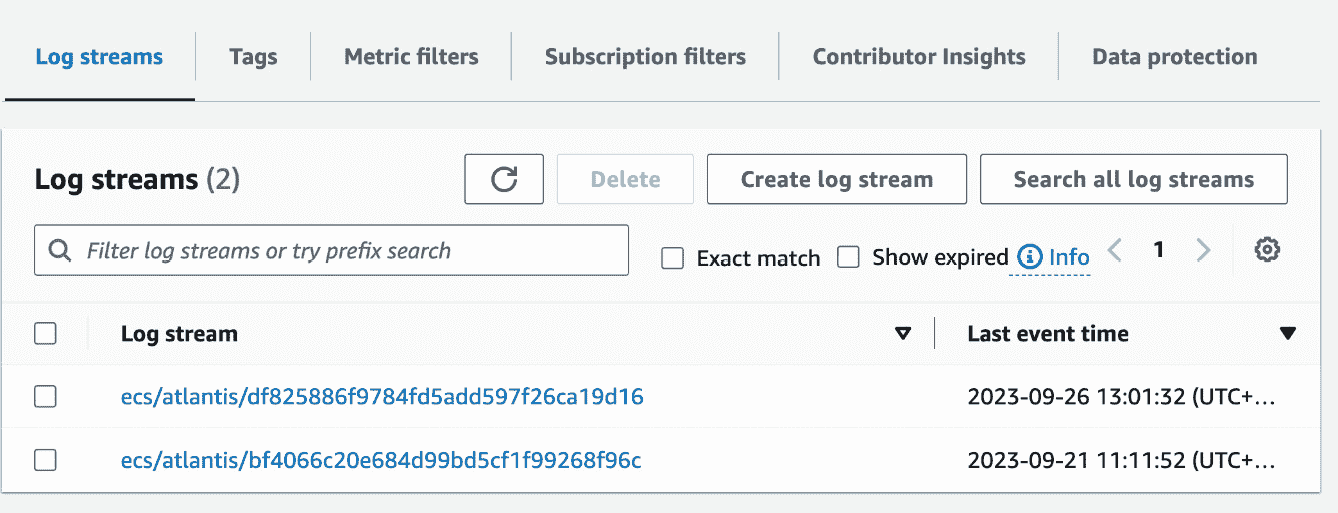 Log streams Tags Metric filters Subscription filters Contributor Insights Data protection
Log streams (2) Delete Create log stream Search all log streams
Filter log streams or try prefix search Exact match Show expired Info 1
Log stream Last event time
ecs/atlantis/df825886f9784fd5add597f26ca19d16 2023-09-26 13:01:32 (UTC+...
ecs/atlantis/bf4066c20e684d99bd5cf1f99268f96c 2023-09-21 11:11:52 (UTC+...